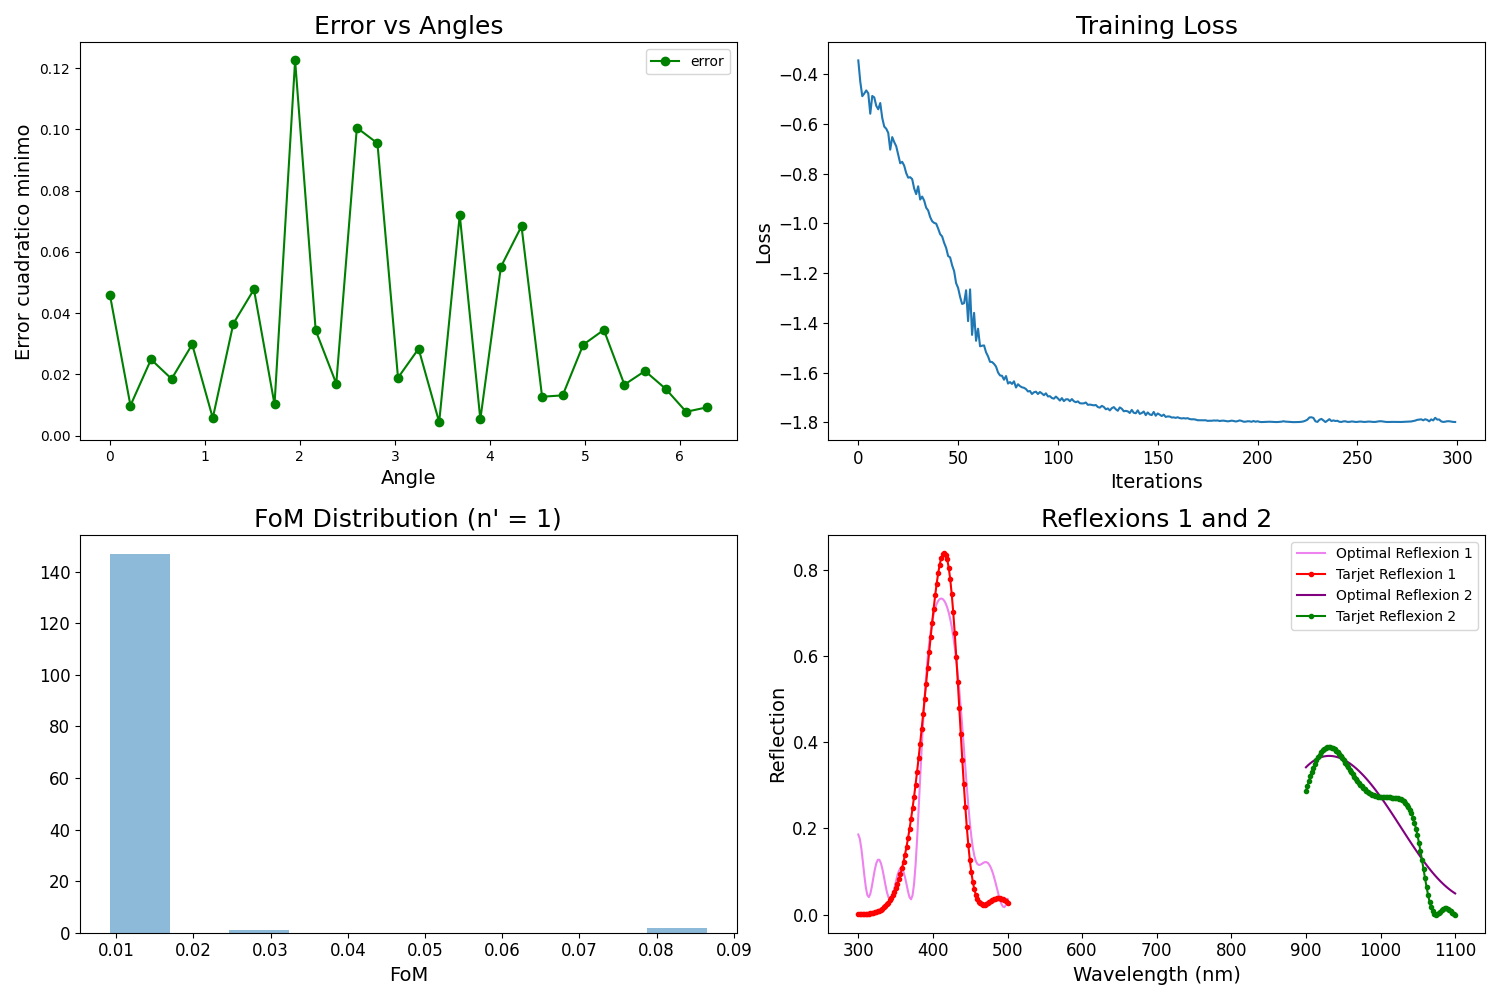 Error vs Angles
Error cuadratico minimo
0.12
0.10
0.08
0.06
0.04
0.02
0.00
error
0 1 2 3 4 5 6
Angle
Training Loss
Loss
−0.4
−0.6
−0.8
−1.0
−1.2
−1.4
−1.6
−1.8
0 50 100 150 200 250 300
Iterations
FoM Distribution (n' = 1)
140
120
100
80
60
40
20
0
0.01 0.02 0.03 0.04 0.05 0.06 0.07 0.08 0.09
FoM
Reflexions 1 and 2
Reflection
0.8
0.6
0.4
0.2
0.0
Optimal Reflexion 1
Tarjet Reflexion 1
Optimal Reflexion 2
Tarjet Reflexion 2
300 400 500 600 700 800 900 1000 1100
Wavelength (nm)